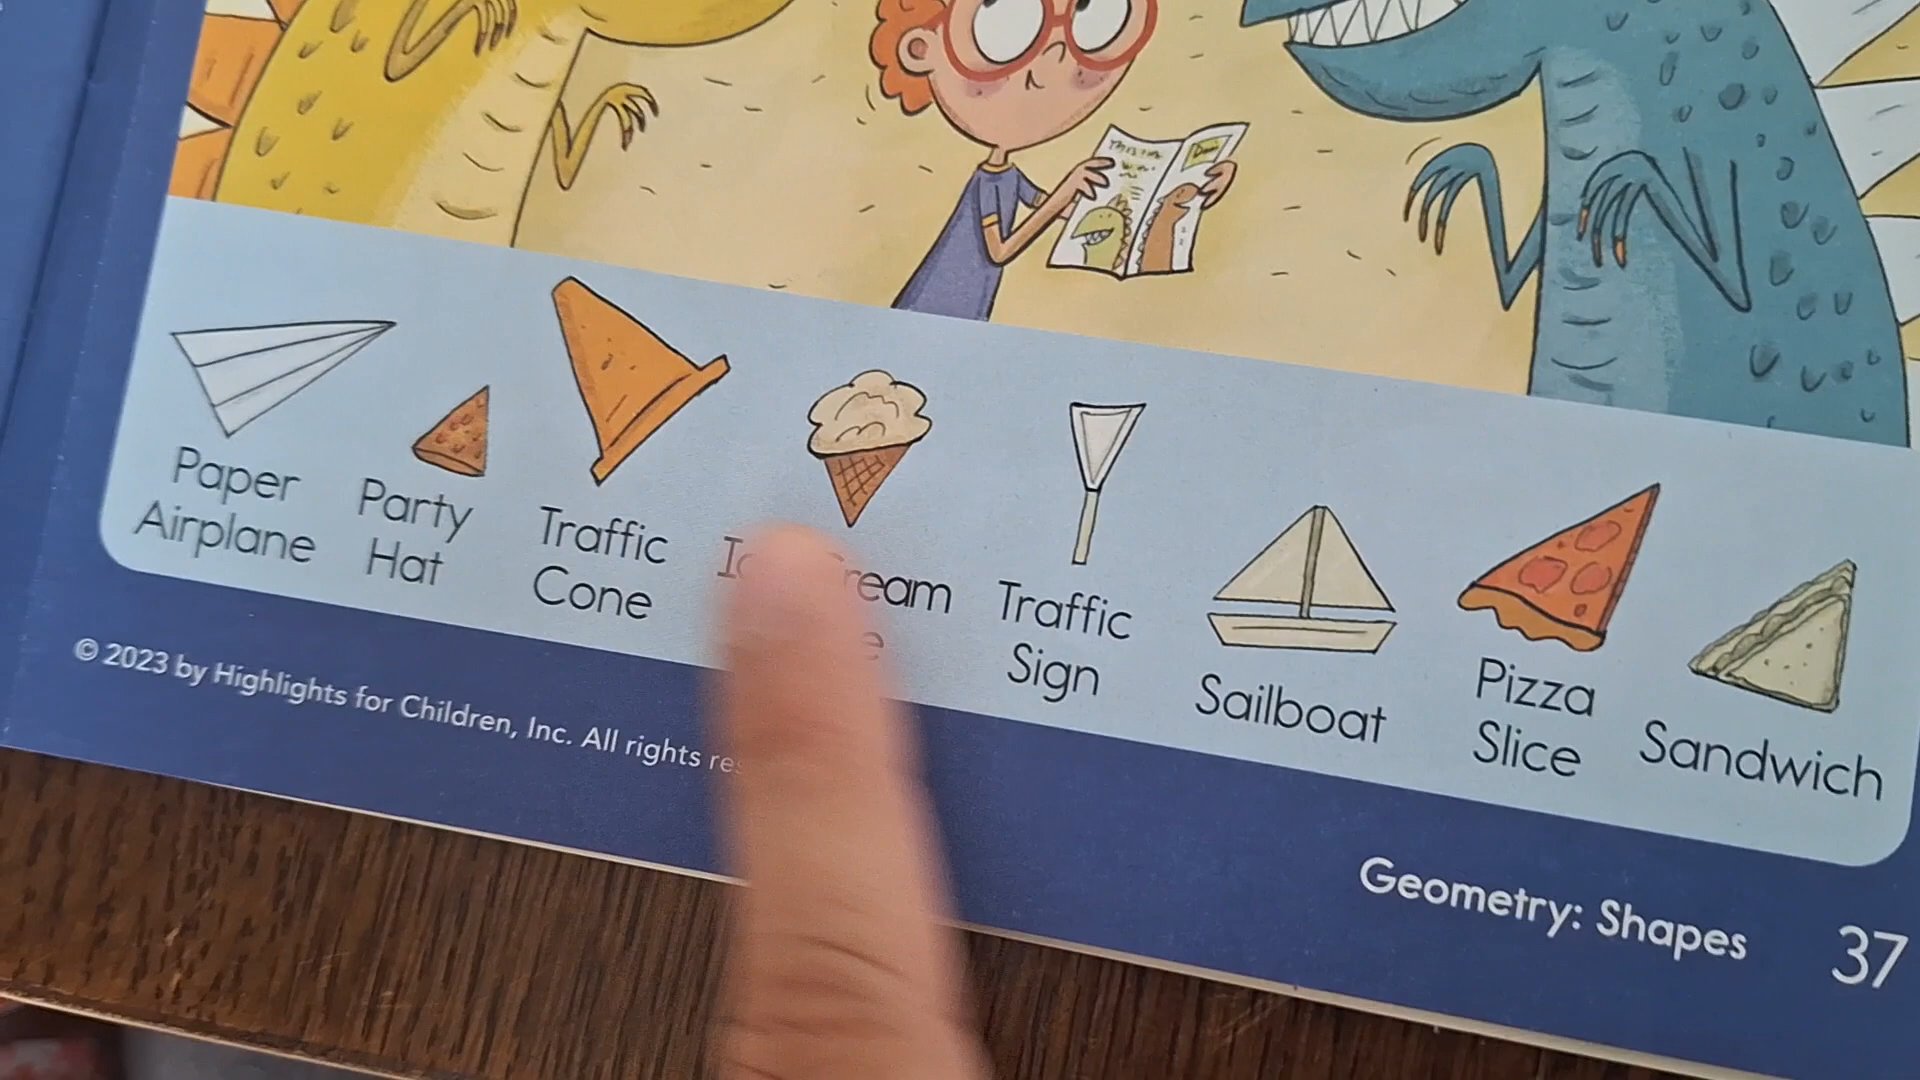 Paper
Airplane
Party
Hat
Traffic
Cone
ream
Traffic
Sign
Sailboat
Pizza
Slice
Sandwich
© 2023 by Highlights for Children, Inc. All rights
Geometry: Shapes 37